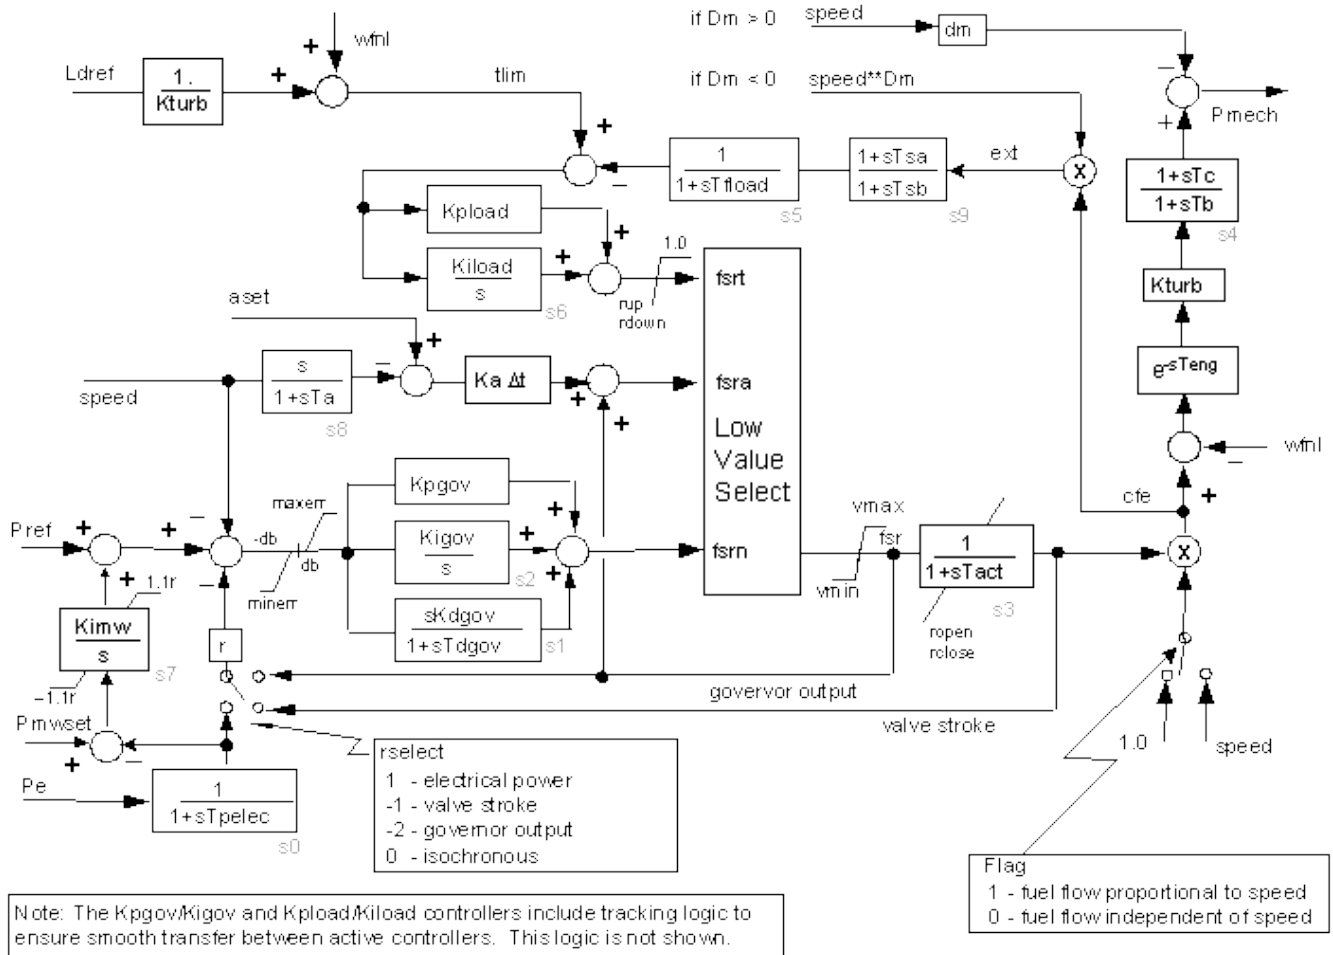 if Dm > 0
speed
dm
wfnl
+
+
Ldref
1.
Kturb
+
tlim
if Dm < 0
speed**Dm
−
Pmech
+
+
−
1
1+sTfload
s5
1+sTsa
1+sTsb
s9
ext
X
1+sTc
1+sTb
s4
Kpload
+
Kiload
s
s6
+
1.0
rup
rdown
fsrt
Kturb
aset
+
−
speed
s
1+sTa
s8
Ka Δt
+
+
fsra
e-sTeng
Low
Value
Select
wfnl
−
+
cfe
Kpgov
maxerr
-db
db
minerr
Pref
+
+
−
−
+
1.1r
Kimw
s
s7
−1.1r
Kigov
s
s2
+
+
+
fsrn
sKdgov
1+sTdgov
s1
vmax
fsr
vmin
1
1+sTact
s3
ropen
rclose
X
r
governor output
valve stroke
1.0
speed
Pmwset
+
−
Pe
1
1+sTpelec
s0
rselect
1 - electrical power
-1 - valve stroke
-2 - governor output
0 - isochronous
Flag
1 - fuel flow proportional to speed
0 - fuel flow independent of speed
Note: The Kpgov/Kigov and Kpload/Kiload controllers include tracking logic to
ensure smooth transfer between active controllers. This logic is not shown.